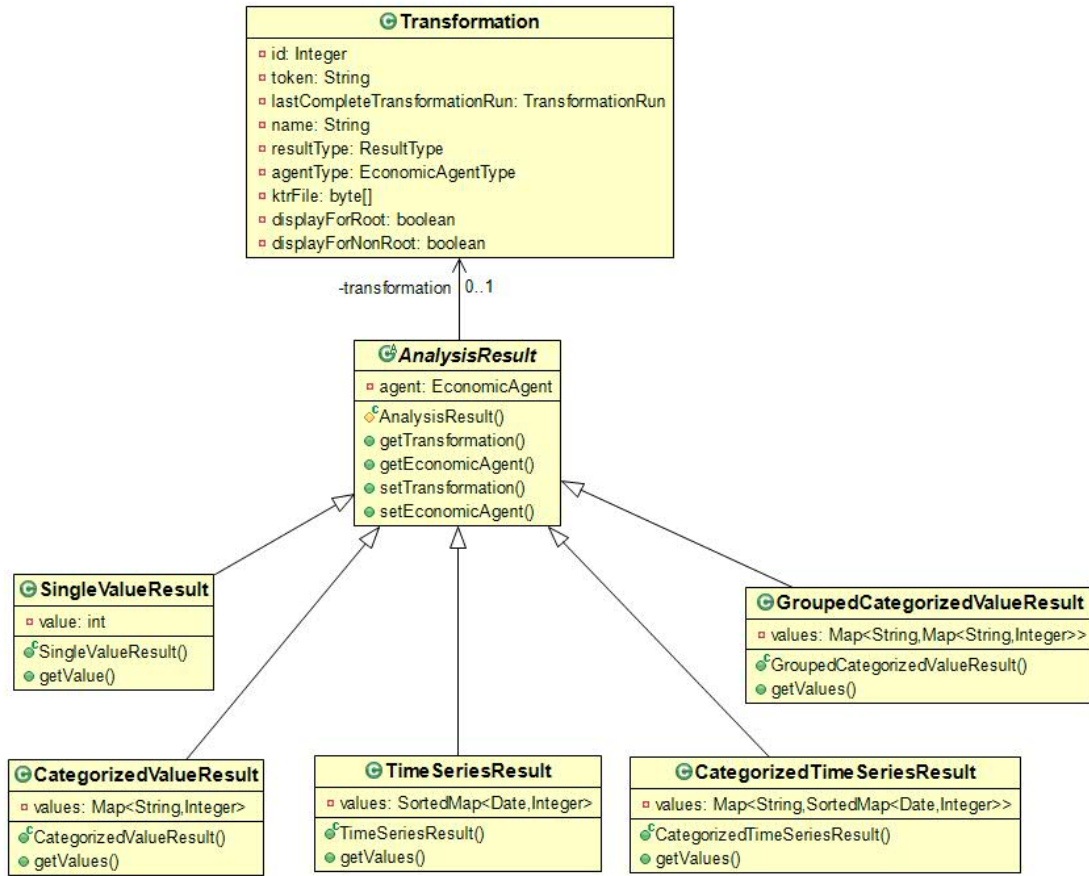 Transformation
id: Integer
token: String
lastCompleteTransformationRun: TransformationRun
name: String
resultType: ResultType
agentType: EconomicAgentType
ktrFile: byte[]
displayForRoot: boolean
displayForNonRoot: boolean
-transformation 0..1
AnalysisResult
agent: EconomicAgent
AnalysisResult()
getTransformation()
getEconomicAgent()
setTransformation()
setEconomicAgent()
SingleValueResult
value: int
SingleValueResult()
getValue()
GroupedCategorizedValueResult
values: Map<String,Map<String,Integer>>
GroupedCategorizedValueResult()
getValues()
CategorizedValueResult
values: Map<String,Integer>
CategorizedValueResult()
getValues()
TimeSeriesResult
values: SortedMap<Date,Integer>
TimeSeriesResult()
getValues()
CategorizedTimeSeriesResult
values: Map<String,SortedMap<Date,Integer>>
CategorizedTimeSeriesResult()
getValues()